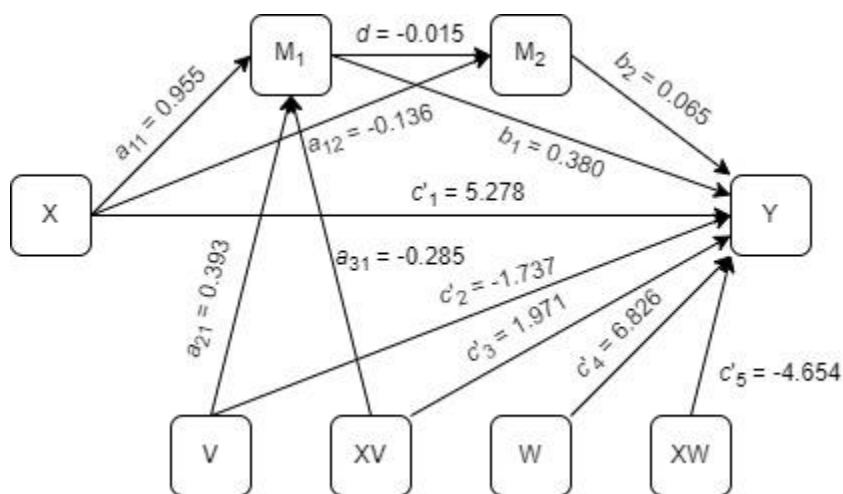 d = -0.015
M₁
M₂
b₂ = 0.065
a₁₁ = 0.955
a₁₂ = -0.136
b₁ = 0.380
X
c'₁ = 5.278
Y
a₂₁ = 0.393
a₃₁ = -0.285
c'₂ = -1.737
c'₃ = 1.971
c'₄ = 6.826
c'₅ = -4.654
V
XV
W
XW